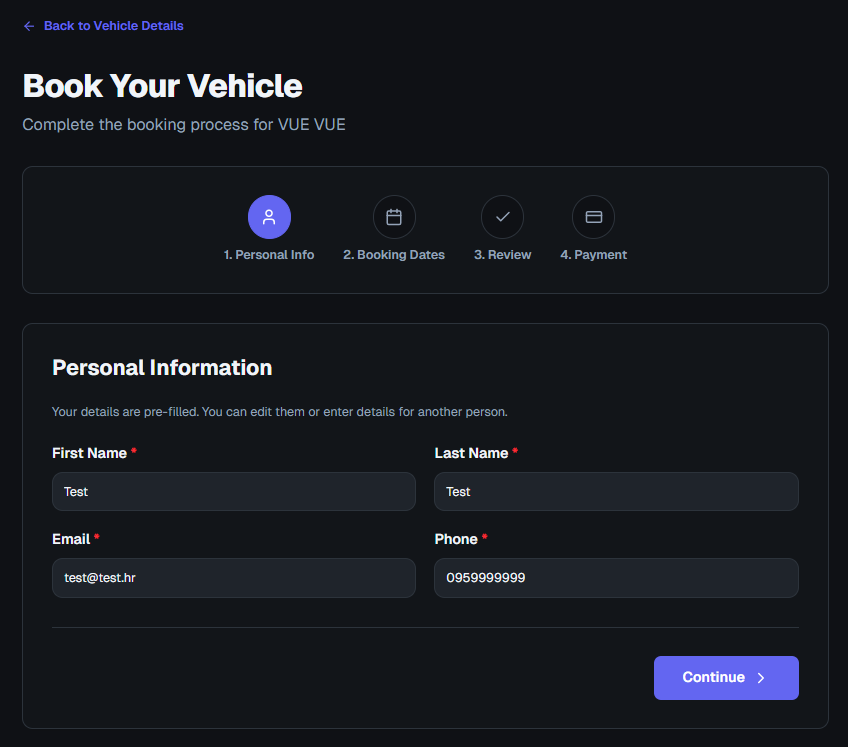 Back to Vehicle Details
Book Your Vehicle
Complete the booking process for VUE VUE
1. Personal Info 2. Booking Dates 3. Review 4. Payment
Personal Information
Your details are pre-filled. You can edit them or enter details for another person.
First Name * Last Name *
Test Test
Email * Phone *
test@test.hr 0959999999
Continue